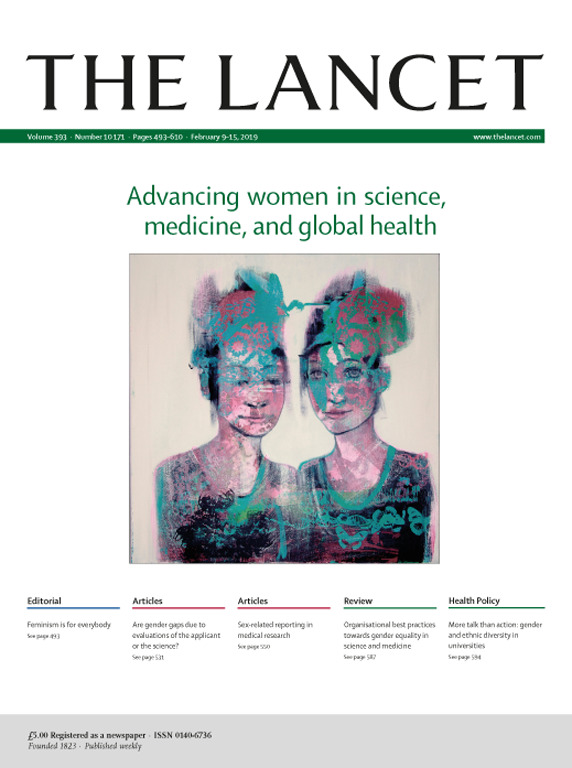 THE LANCET
Volume 393 · Number 10171 · Pages 493-610 · February 9-15, 2019 www.thelancet.com
Advancing women in science,
medicine, and global health
Editorial
Feminism is for everybody
See page 493
Articles
Are gender gaps due to
evaluations of the applicant
or the science?
See page 531
Articles
Sex-related reporting in
medical research
See page 550
Review
Organisational best practices
towards gender equality in
science and medicine
See page 587
Health Policy
More talk than action: gender
and ethnic diversity in
universities
See page 594
£5.00 Registered as a newspaper · ISSN 0140-6736
Founded 1823 · Published weekly